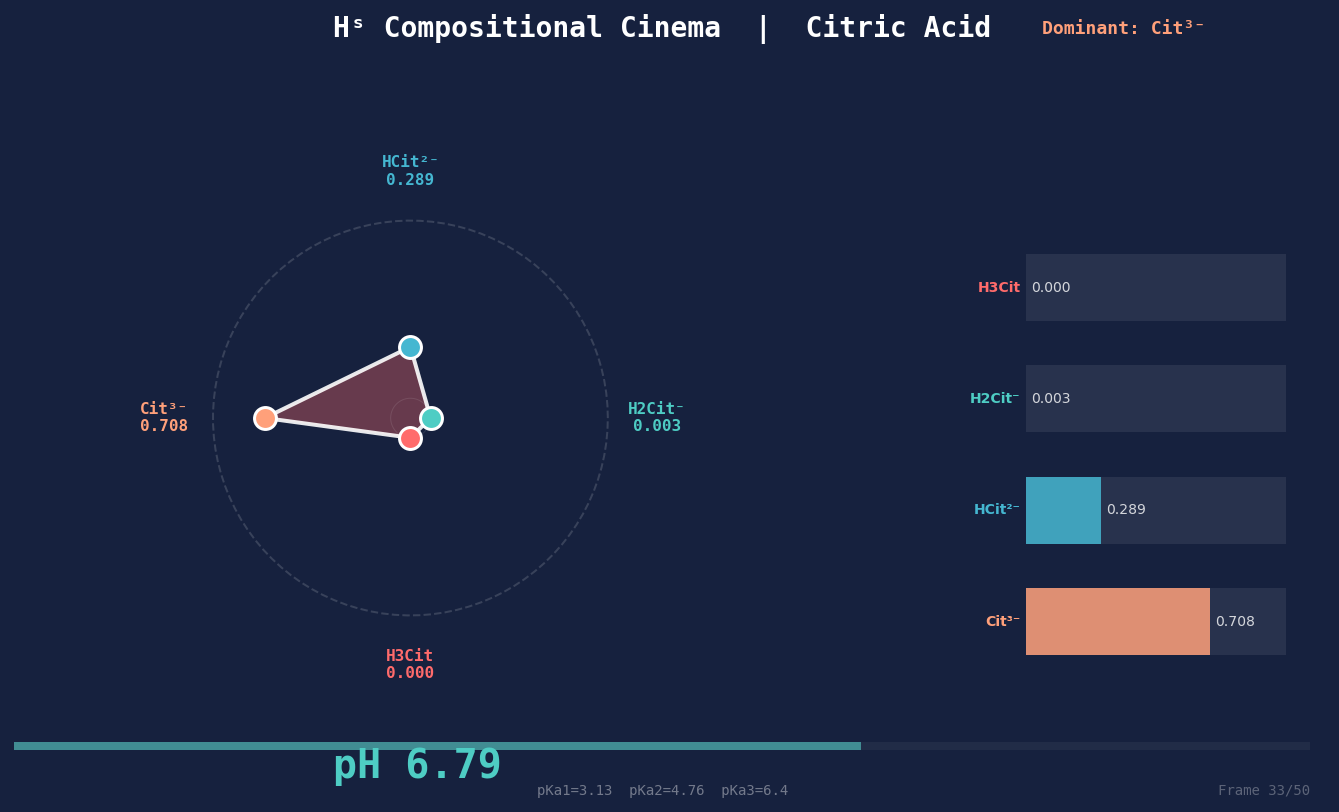 Hˢ Compositional Cinema | Citric Acid
Dominant: Cit³⁻
HCit²⁻
0.289
Cit³⁻
0.708
H2Cit⁻
0.003
H3Cit
0.000
H3Cit 0.000
H2Cit⁻ 0.003
HCit²⁻ 0.289
Cit³⁻ 0.708
pH 6.79
pKa1=3.13 pKa2=4.76 pKa3=6.4
Frame 33/50